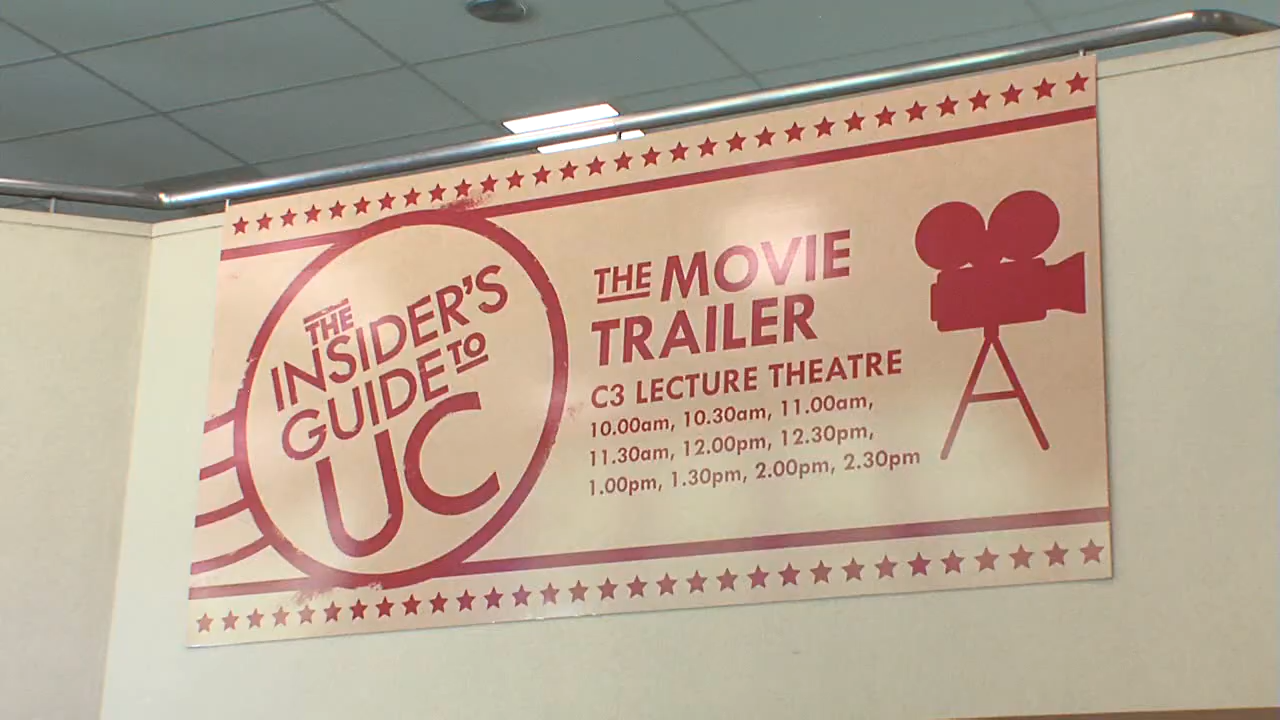 THE
INSIDER'S
GUIDE TO
UC
THE MOVIE
TRAILER
C3 LECTURE THEATRE
10.00am, 10.30am, 11.00am,
11.30am, 12.00pm, 12.30pm,
1.00pm, 1.30pm, 2.00pm, 2.30pm